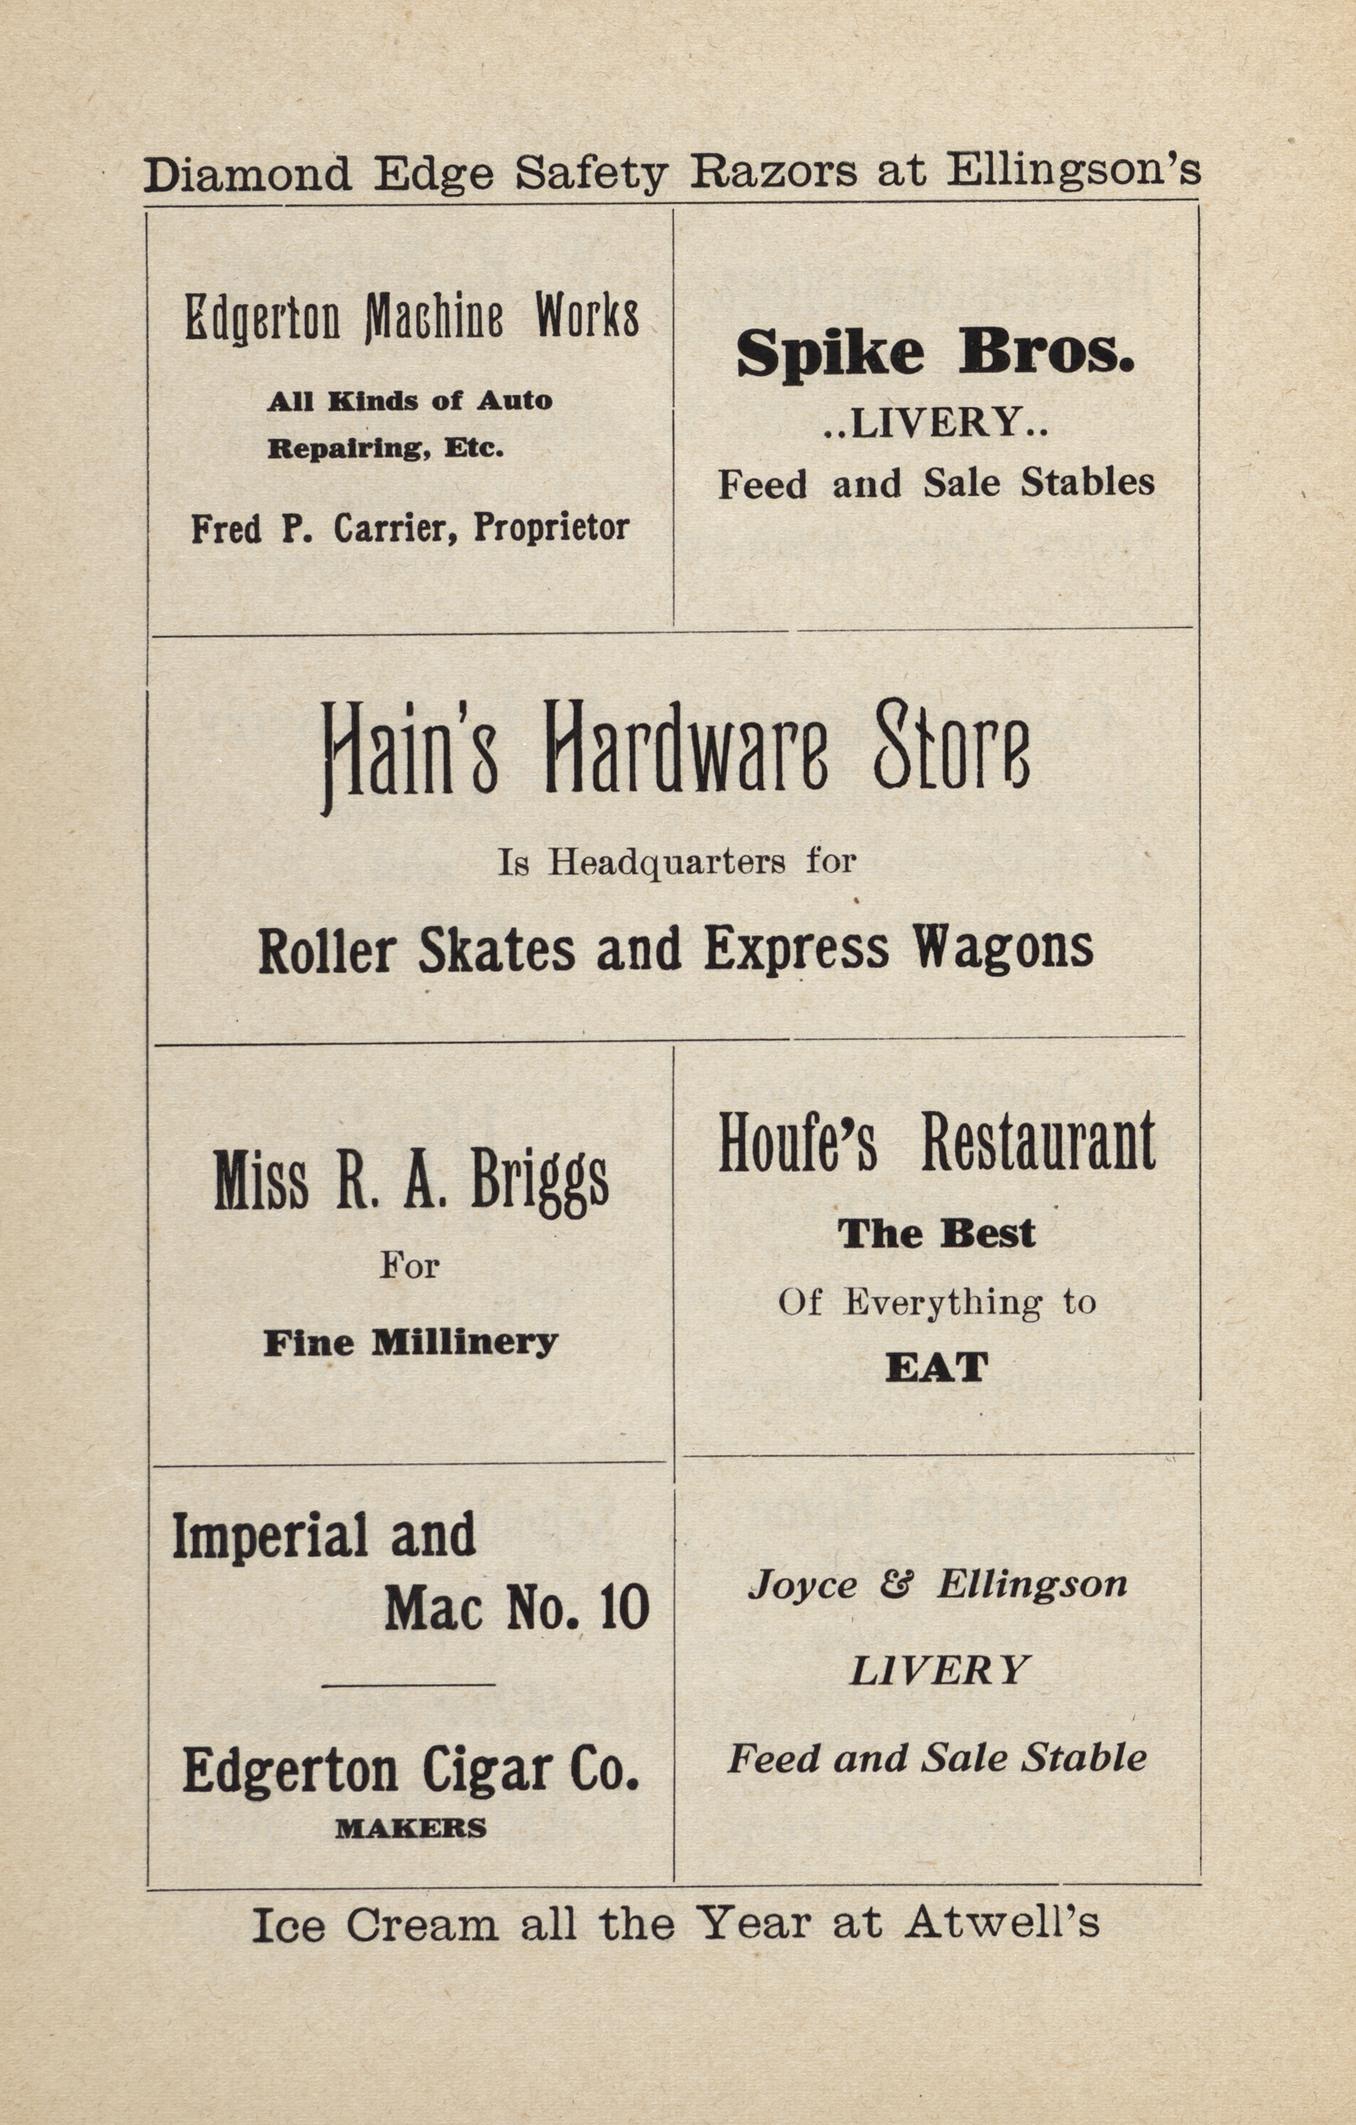 Diamond Edge Safety Razors at Ellingson's
Edgerton Machine Works
All Kinds of Auto
Repairing, Etc.
Fred P. Carrier, Proprietor
Spike Bros.
..LIVERY..
Feed and Sale Stables
Hain's Hardware Store
Is Headquarters for
Roller Skates and Express Wagons
Miss R. A. Briggs
For
Fine Millinery
Houfe's Restaurant
The Best
Of Everything to
EAT
Imperial and
Mac No. 10
Edgerton Cigar Co.
MAKERS
Joyce & Ellingson
LIVERY
Feed and Sale Stable
Ice Cream all the Year at Atwell's